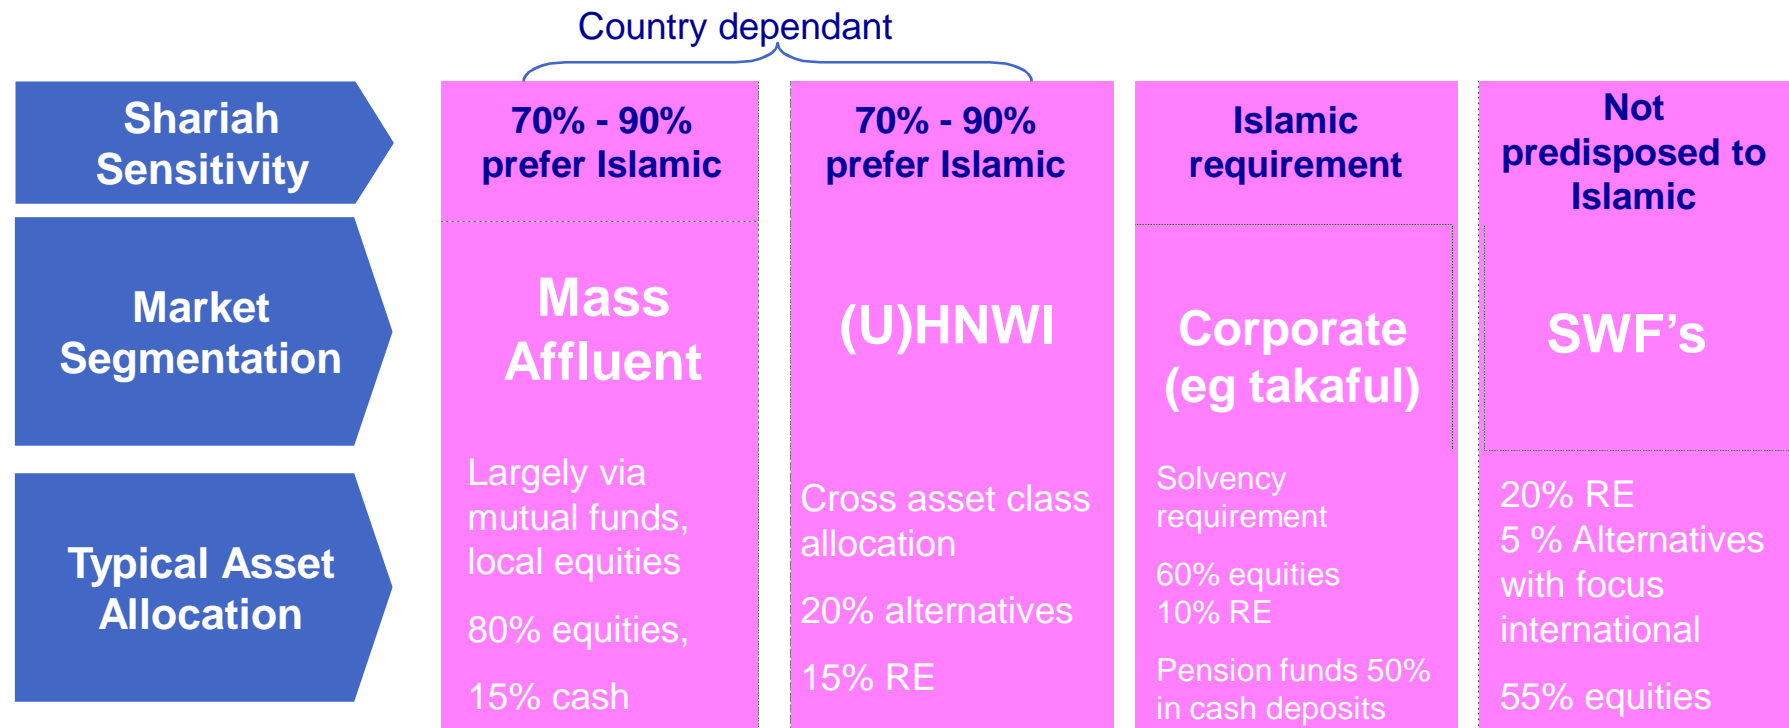 Country dependant
Shariah
Sensitivity
70% - 90%
prefer Islamic
70% - 90%
prefer Islamic
Islamic
requirement
Not
predisposed to
Islamic
Market
Segmentation
Mass
Affluent
(U)HNWI
Corporate
(eg takaful)
SWF’s
Typical Asset
Allocation
Largely via
mutual funds,
local equities
80% equities,
15% cash
Cross asset class
allocation
20% alternatives
15% RE
Solvency
requirement
60% equities
10% RE
Pension funds 50%
in cash deposits
20% RE
5 % Alternatives
with focus
international
55% equities